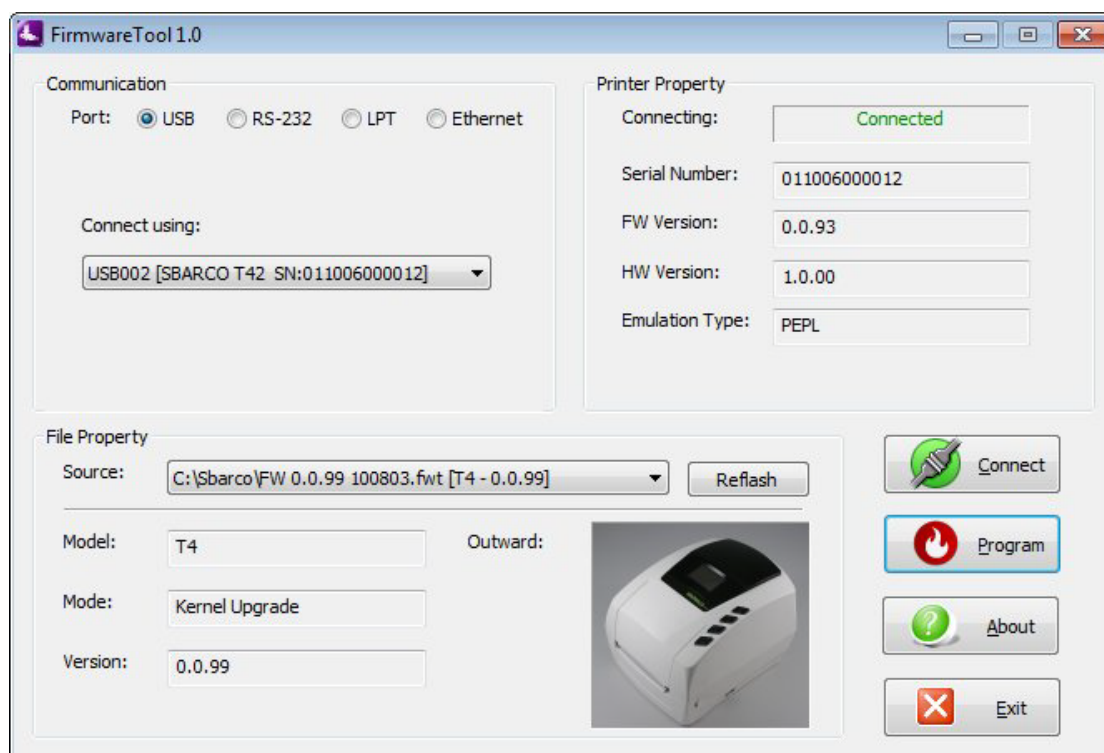 FirmwareTool 1.0
Communication
Port: USB RS-232 LPT Ethernet
Connect using:
USB002 [SBARCO T42 SN:011006000012]
Printer Property
Connecting: Connected
Serial Number: 011006000012
FW Version: 0.0.93
HW Version: 1.0.00
Emulation Type: PEPL
File Property
Source: C:\Sbarco\FW 0.0.99 100803.fwt [T4 - 0.0.99] Reflash
Model: T4
Outward:
Mode: Kernel Upgrade
Version: 0.0.99
Connect
Program
About
Exit